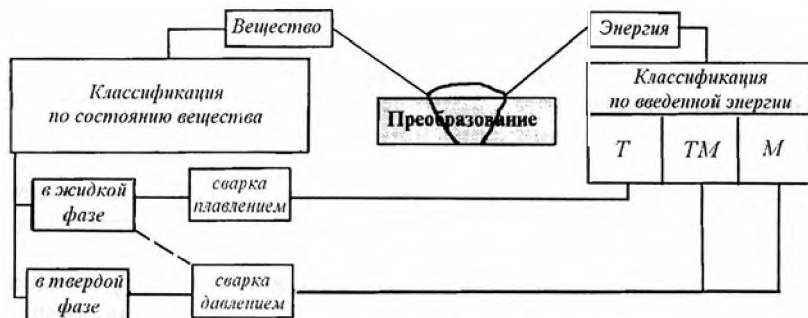 Вещество
Энергия
Классификация
по состоянию вещества
Преобразование
Классификация
по введенной энергии
Т
ТМ
М
в жидкой
фазе
сварка
плавлением
в твердой
фазе
сварка
давлением